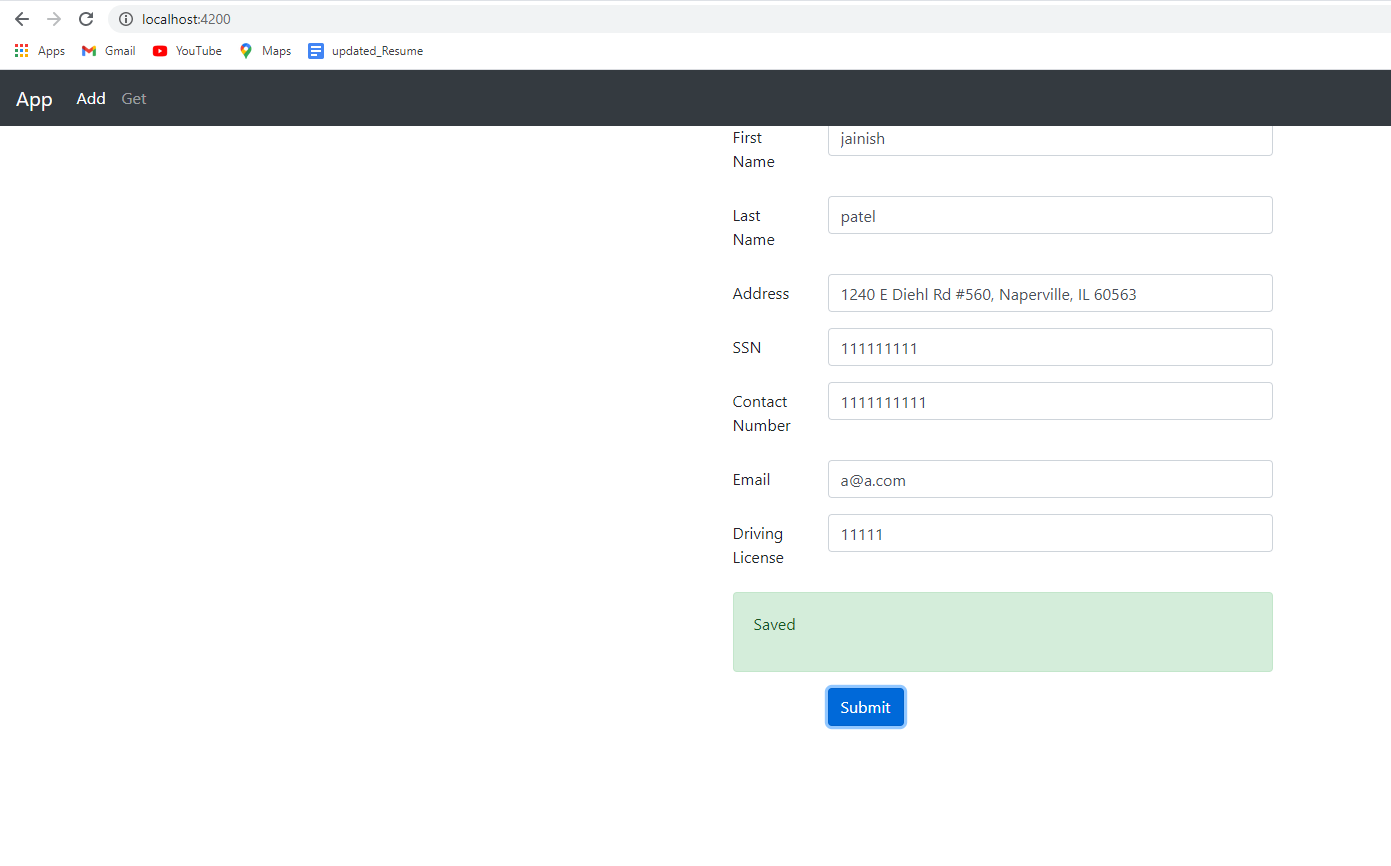 localhost:4200
Apps Gmail YouTube Maps updated_Resume
App Add Get
First Name jainish
Last Name patel
Address 1240 E Diehl Rd #560, Naperville, IL 60563
SSN 111111111
Contact Number 1111111111
Email a@a.com
Driving License 11111
Saved
Submit